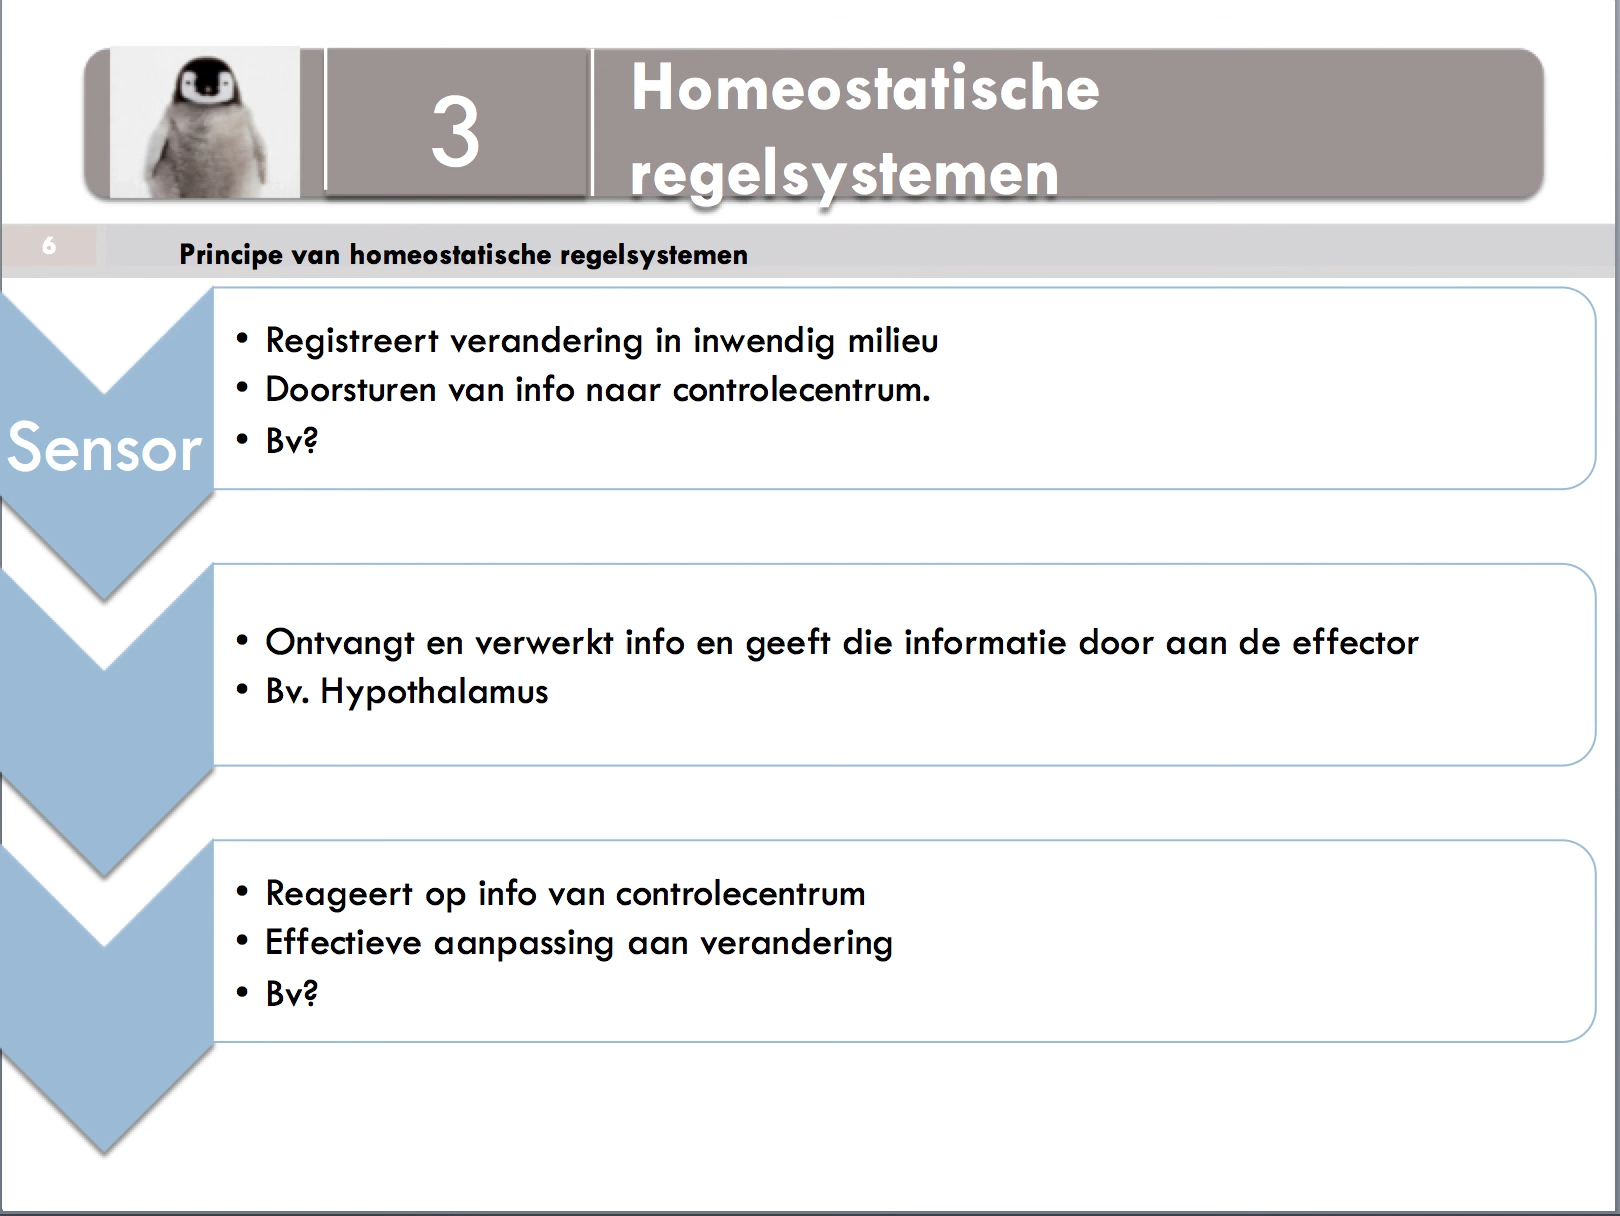 3
Homeostatische
regelsystemen
6
Principe van homeostatische regelsystemen
Sensor
• Registreert verandering in inwendig milieu
• Doorsturen van info naar controlecentrum.
• Bv?
• Ontvangt en verwerkt info en geeft die informatie door aan de effector
• Bv. Hypothalamus
• Reageert op info van controlecentrum
• Effectieve aanpassing aan verandering
• Bv?